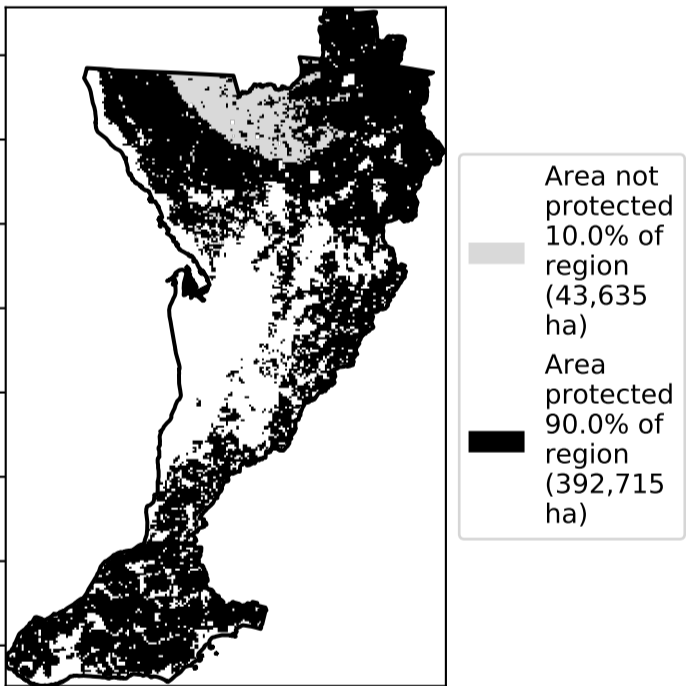 Area not
protected
10.0% of
region
(43,635
ha)
Area
protected
90.0% of
region
(392,715
ha)